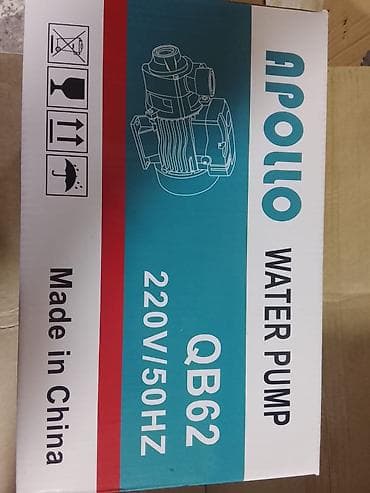 APOLLO
WATER PUMP
QB62
220V/50HZ
Made in China